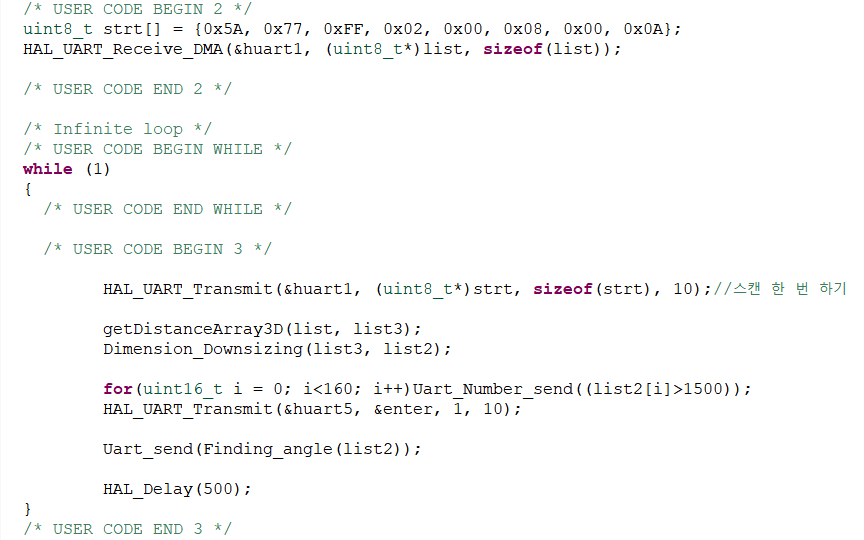 /* USER CODE BEGIN 2 */
uint8_t strt[] = {0x5A, 0x77, 0xFF, 0x02, 0x00, 0x08, 0x00, 0x0A};
HAL_UART_Receive_DMA(&huart1, (uint8_t*)list, sizeof(list));
/* USER CODE END 2 */
/* Infinite loop */
/* USER CODE BEGIN WHILE */
while (1)
{
/* USER CODE END WHILE */
/* USER CODE BEGIN 3 */
HAL_UART_Transmit(&huart1, (uint8_t*)strt, sizeof(strt), 10);//스캔 한 번 하기
getDistanceArray3D(list, list3);
Dimension_Downsizing(list3, list2);
for(uint16_t i = 0; i<160; i++)Uart_Number_send((list2[i]>1500));
HAL_UART_Transmit(&huart5, &enter, 1, 10);
Uart_send(Finding_angle(list2));
HAL_Delay(500);
}
/* USER CODE END 3 */